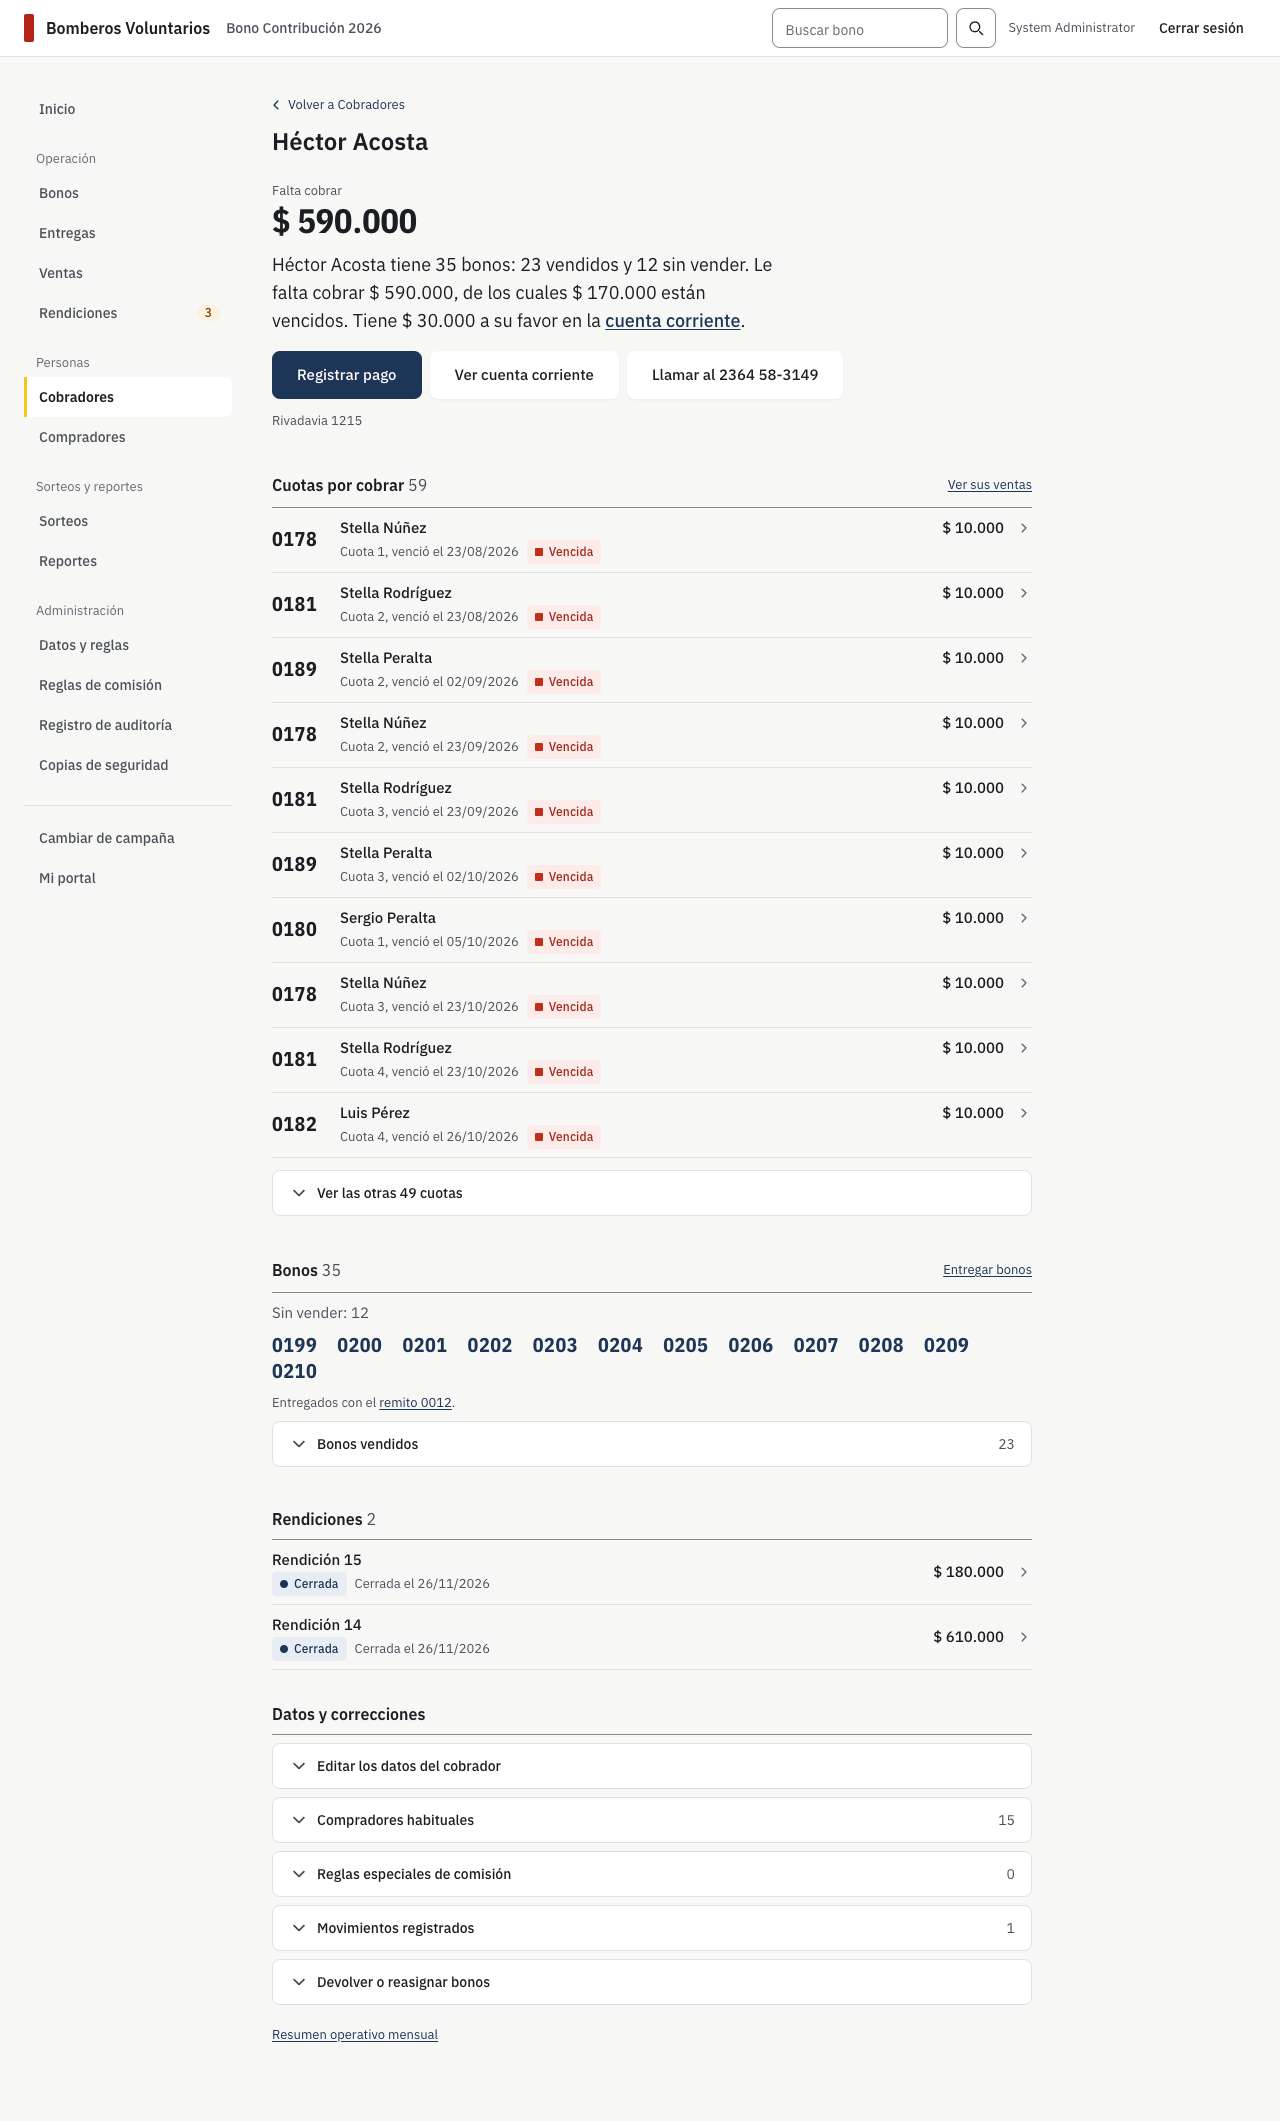 Bomberos Voluntarios Bono Contribución 2026 Buscar bono System Administrator Cerrar sesión
Inicio
Operación
Bonos
Entregas
Ventas
Rendiciones 3
Personas
Cobradores
Compradores
Sorteos y reportes
Sorteos
Reportes
Administración
Datos y reglas
Reglas de comisión
Registro de auditoría
Copias de seguridad
Cambiar de campaña
Mi portal
Volver a Cobradores
Héctor Acosta
Falta cobrar
$ 590.000
Héctor Acosta tiene 35 bonos: 23 vendidos y 12 sin vender. Le
falta cobrar $ 590.000, de los cuales $ 170.000 están
vencidos. Tiene $ 30.000 a su favor en la cuenta corriente.
Registrar pago Ver cuenta corriente Llamar al 2364 58-3149
Rivadavia 1215
Cuotas por cobrar 59 Ver sus ventas
0178 Stella Núñez $ 10.000
Cuota 1, venció el 23/08/2026 Vencida
0181 Stella Rodríguez $ 10.000
Cuota 2, venció el 23/08/2026 Vencida
0189 Stella Peralta $ 10.000
Cuota 2, venció el 02/09/2026 Vencida
0178 Stella Núñez $ 10.000
Cuota 2, venció el 23/09/2026 Vencida
0181 Stella Rodríguez $ 10.000
Cuota 3, venció el 23/09/2026 Vencida
0189 Stella Peralta $ 10.000
Cuota 3, venció el 02/10/2026 Vencida
0180 Sergio Peralta $ 10.000
Cuota 1, venció el 05/10/2026 Vencida
0178 Stella Núñez $ 10.000
Cuota 3, venció el 23/10/2026 Vencida
0181 Stella Rodríguez $ 10.000
Cuota 4, venció el 23/10/2026 Vencida
0182 Luis Pérez $ 10.000
Cuota 4, venció el 26/10/2026 Vencida
Ver las otras 49 cuotas
Bonos 35 Entregar bonos
Sin vender: 12
0199 0200 0201 0202 0203 0204 0205 0206 0207 0208 0209
0210
Entregados con el remito 0012.
Bonos vendidos 23
Rendiciones 2
Rendición 15 $ 180.000
Cerrada Cerrada el 26/11/2026
Rendición 14 $ 610.000
Cerrada Cerrada el 26/11/2026
Datos y correcciones
Editar los datos del cobrador
Compradores habituales 15
Reglas especiales de comisión 0
Movimientos registrados 1
Devolver o reasignar bonos
Resumen operativo mensual